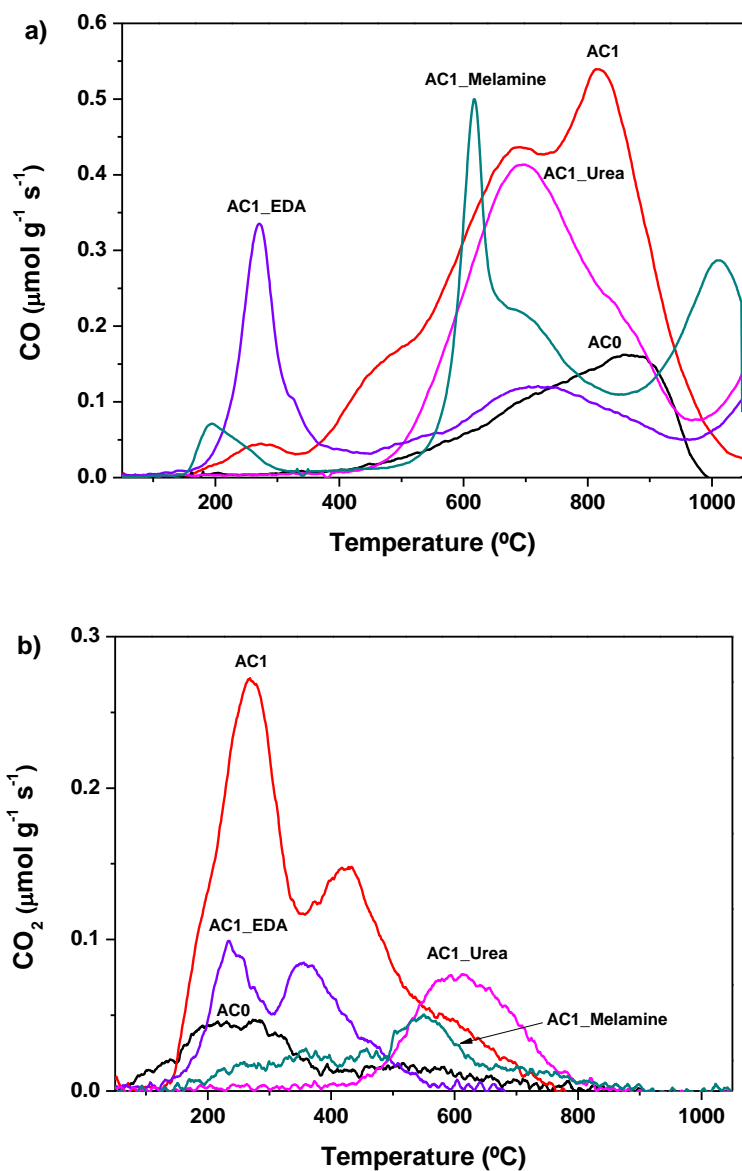 a)
0.6
0.5
0.4
0.3
0.2
0.1
0.0
CO (μmol g⁻¹ s⁻¹)
AC1
AC1_Melamine
AC1_Urea
AC1_EDA
AC0
200 400 600 800 1000
Temperature (ºC)
b)
0.3
0.2
0.1
0.0
CO₂ (μmol g⁻¹ s⁻¹)
AC1
AC1_EDA
AC1_Urea
AC0
AC1_Melamine
200 400 600 800 1000
Temperature (ºC)